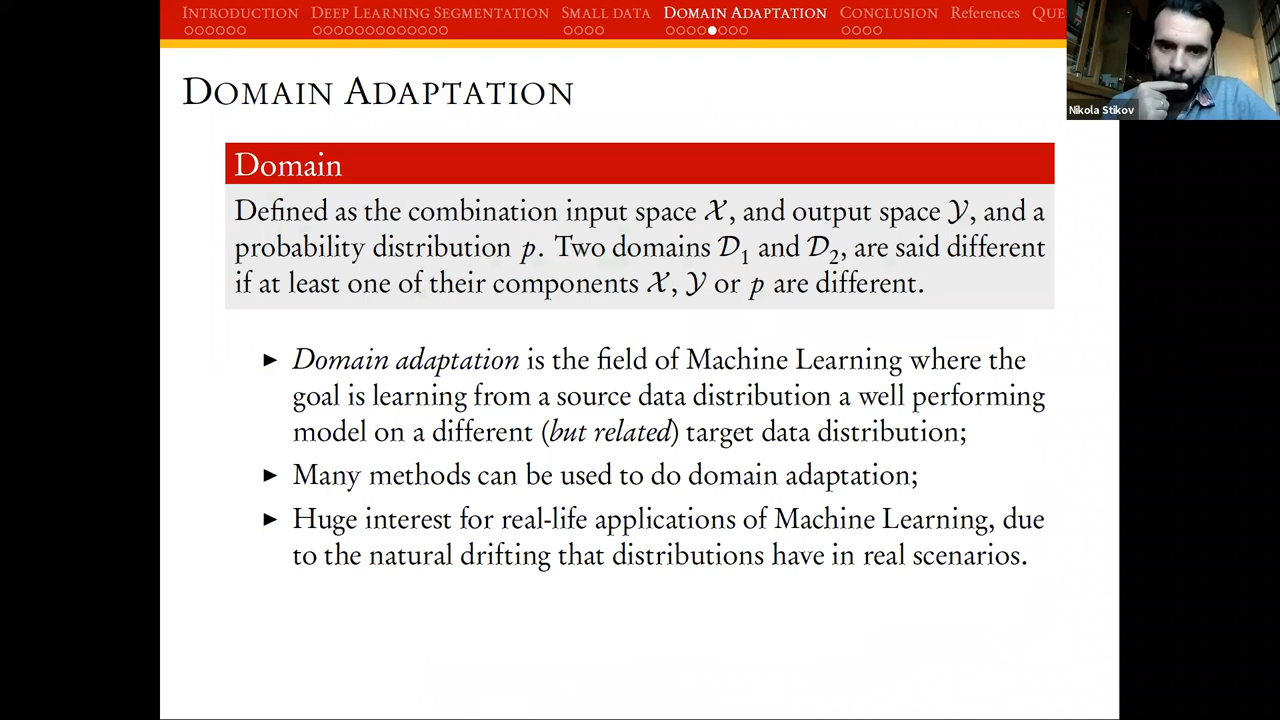 INTRODUCTION DEEP LEARNING SEGMENTATION SMALL DATA DOMAIN ADAPTATION CONCLUSION References QUE
Nikola Stikov
DOMAIN ADAPTATION
Domain
Defined as the combination input space 𝒳, and output space 𝒴, and a
probability distribution p. Two domains 𝒟₁ and 𝒟₂, are said different
if at least one of their components 𝒳, 𝒴 or p are different.
▶ Domain adaptation is the field of Machine Learning where the
goal is learning from a source data distribution a well performing
model on a different (but related) target data distribution;
▶ Many methods can be used to do domain adaptation;
▶ Huge interest for real-life applications of Machine Learning, due
to the natural drifting that distributions have in real scenarios.